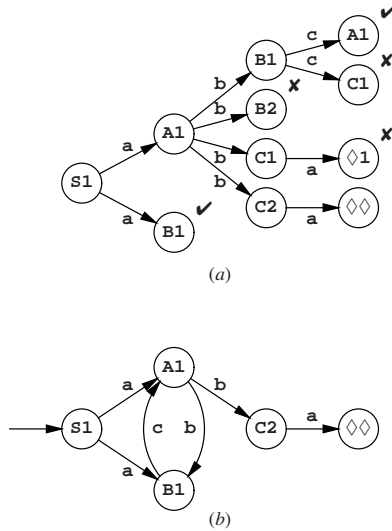 ✔
c A1
B1 c ✘
✘ C1
b
b B2
A1 ✘
a b C1 a ◊1
S1 b
a ✔ C2 a ◊◊
B1
(a)
A1
a b
S1 c b C2 a ◊◊
a
B1
(b)